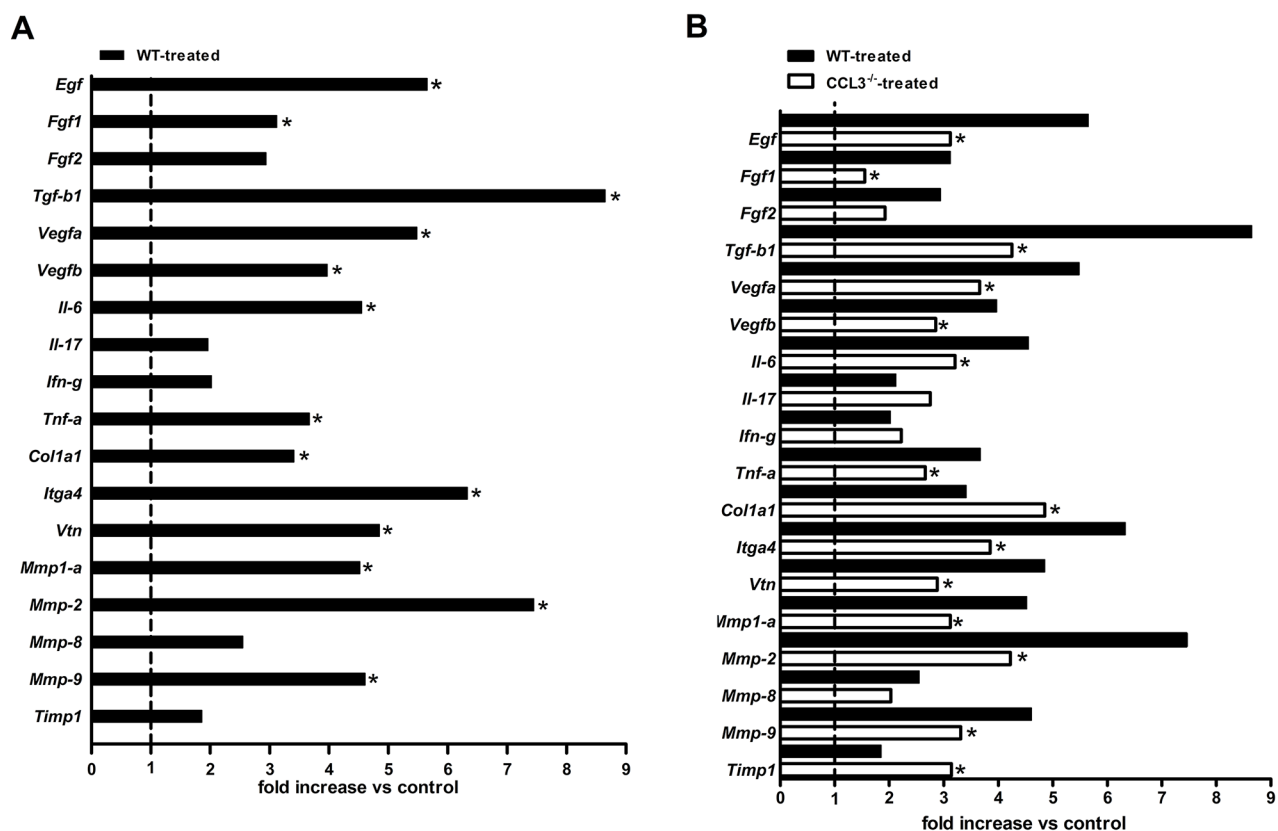 A
WT-treated
Egf *
Fgf1 *
Fgf2
Tgf-b1 *
Vegfa *
Vegfb *
Il-6 *
Il-17
Ifn-g
Tnf-a *
Col1a1 *
Itga4 *
Vtn *
Mmp1-a *
Mmp-2 *
Mmp-8
Mmp-9 *
Timp1
0 1 2 3 4 5 6 7 8 9
fold increase vs control
B
WT-treated
CCL3-/--treated
Egf *
Fgf1 *
Fgf2
Tgf-b1 *
Vegfa *
Vegfb *
Il-6 *
Il-17
Ifn-g
Tnf-a *
Col1a1 *
Itga4 *
Vtn *
Mmp1-a *
Mmp-2 *
Mmp-8
Mmp-9 *
Timp1 *
0 1 2 3 4 5 6 7 8 9
fold increase vs control